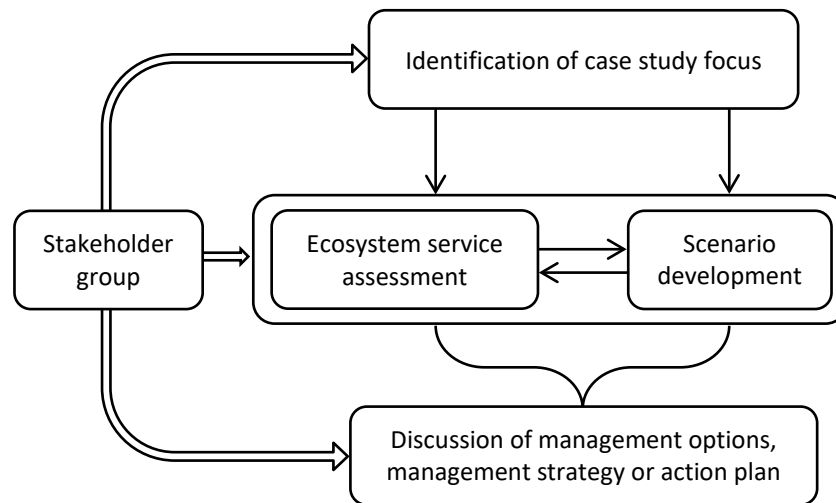 Identification of case study focus
Stakeholder
group
Ecosystem service
assessment
Scenario
development
Discussion of management options,
management strategy or action plan